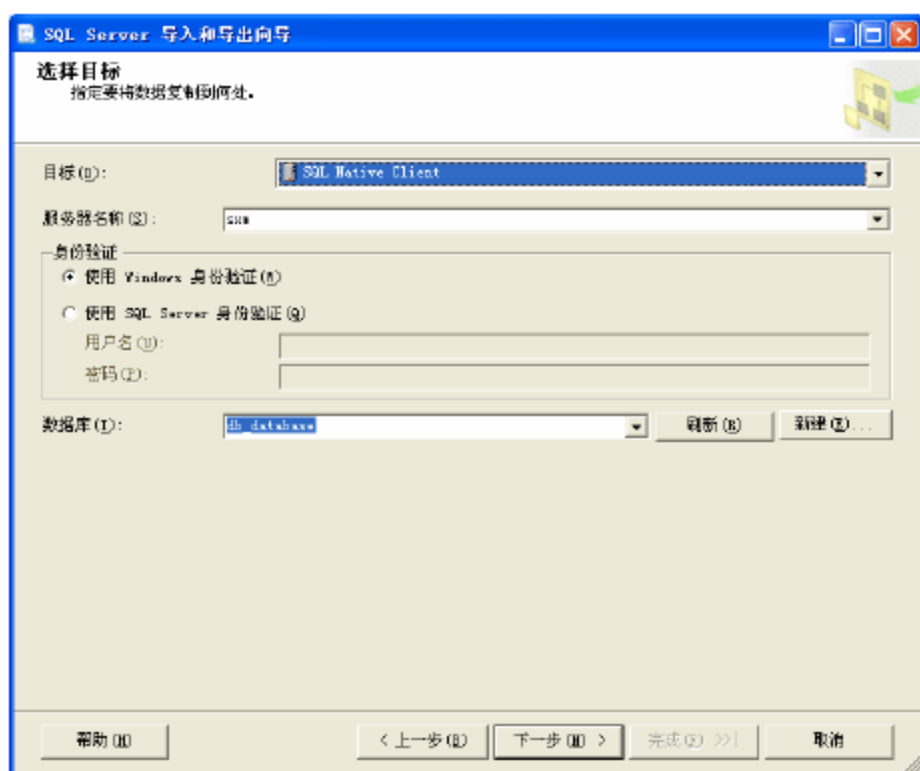 SQL Server 导入和导出向导
选择目标
指定要将数据复制到何处。
目标(D): SQL Native Client
服务器名称(S): sxm
身份验证
使用 Windows 身份验证(W)
使用 SQL Server 身份验证(Q)
用户名(U):
密码(P):
数据库(T): db_database 刷新(R) 新建(E)...
帮助(H) < 上一步(B) 下一步(N) > 完成(F) >>| 取消